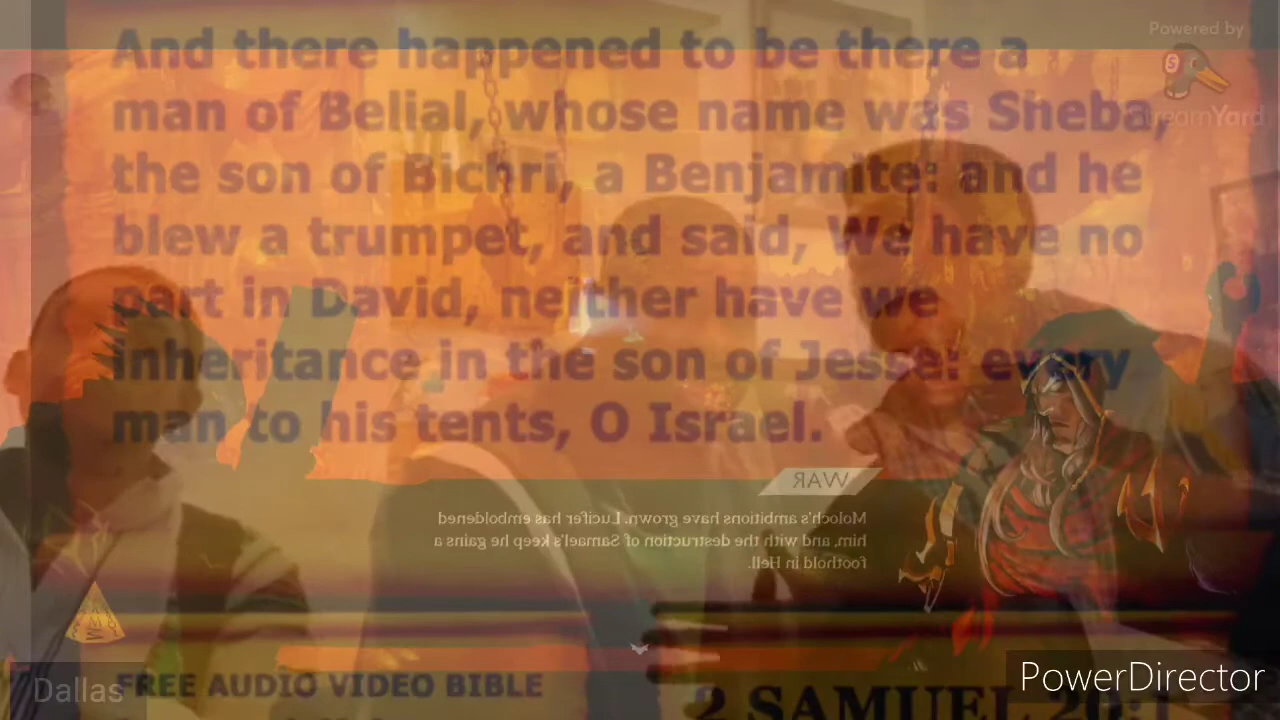 And there happened to be there a
man of Belial, whose name was Sheba,
the son of Bichri, a Benjamite: and he
blew a trumpet, and said, We have no
part in David, neither have we
inheritance in the son of Jesse: every
man to his tents, O Israel.
Powered by
StreamYard
WAR
Moloch's ambitions have grown. Lucifer has emboldened
him, and with the destruction of Samael's keep he gains a
foothold in Hell.
Dallas
FREE AUDIO VIDEO BIBLE
2 SAMUEL 20:1
PowerDirector